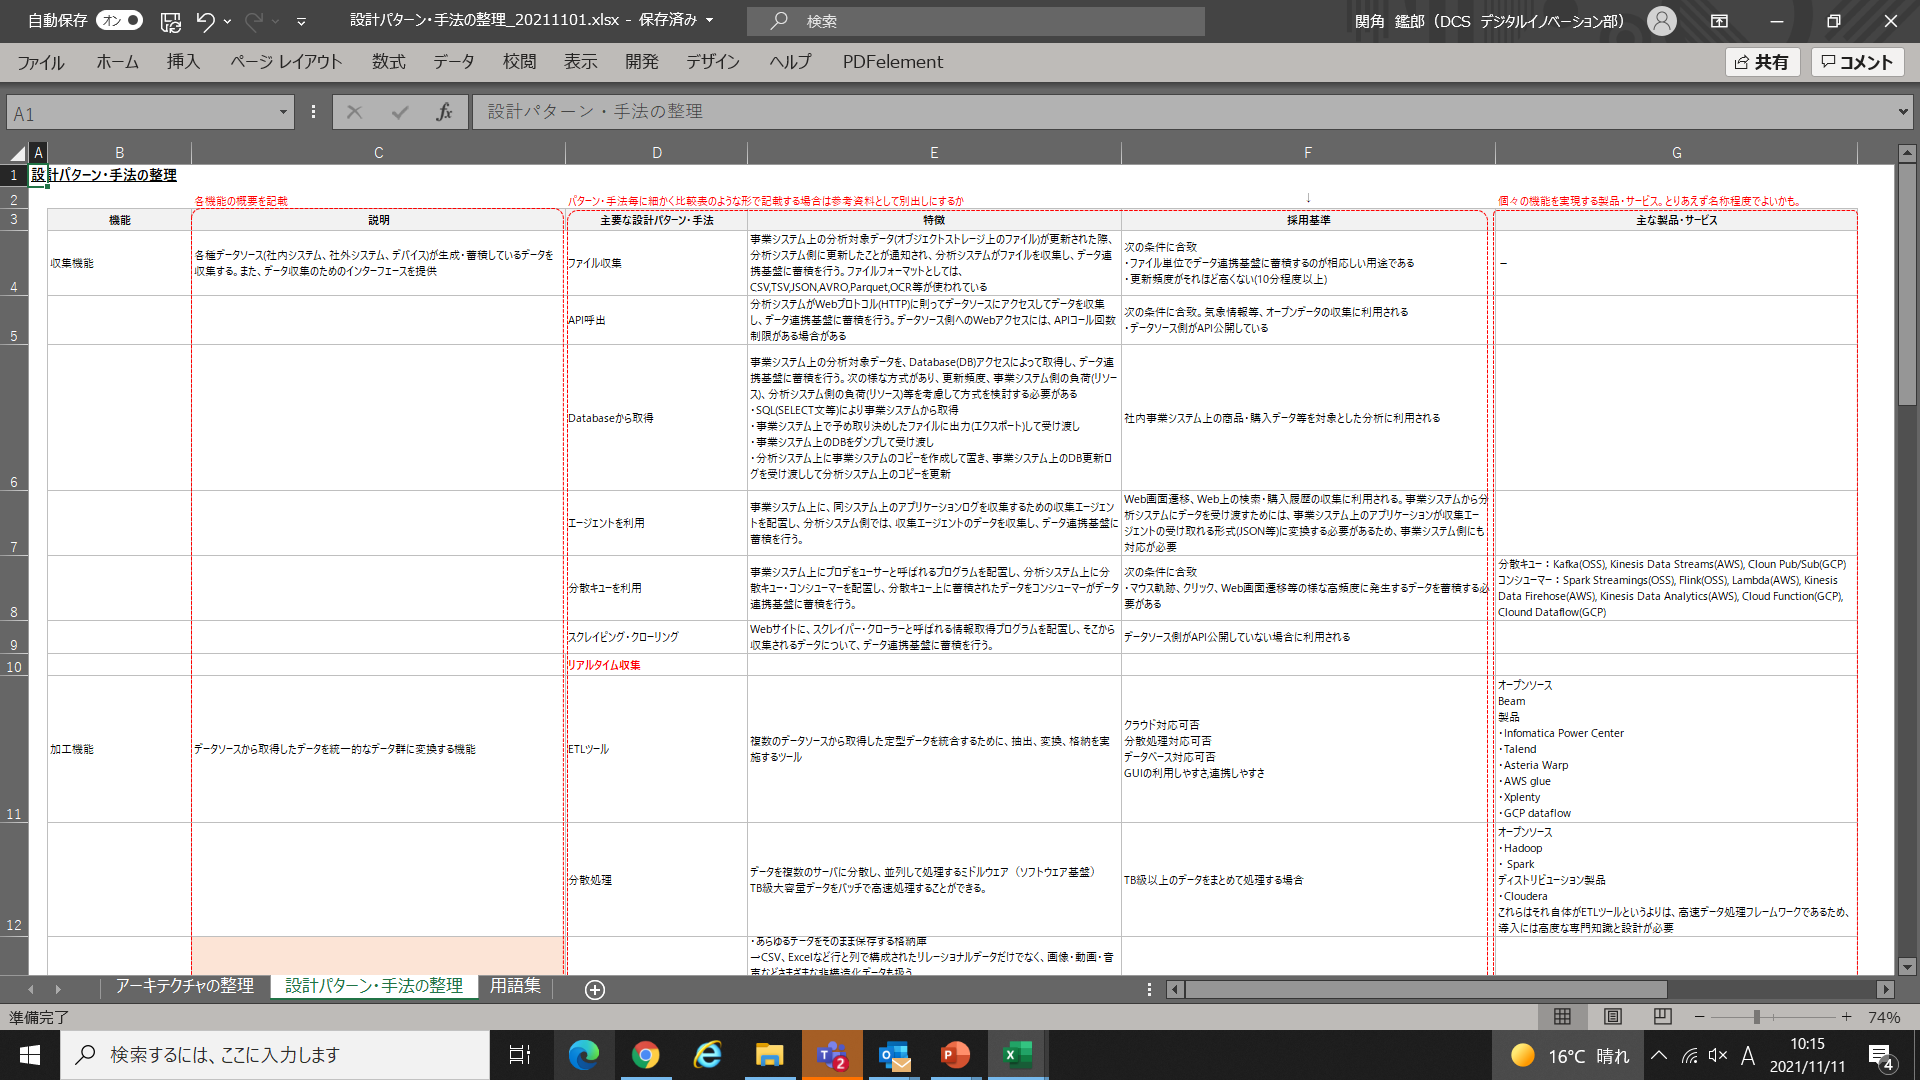 自動保存 オン 設計パターン・手法の整理_20211101.xlsx - 保存済み 検索 関角 鑑郎（DCS デジタルイノベーション部）
ファイル ホーム 挿入 ページ レイアウト 数式 データ 校閲 表示 開発 デザイン ヘルプ PDFelement 共有 コメント
A1 fx 設計パターン・手法の整理
A B C D E F G
1 設計パターン・手法の整理
2 各機能の概要を記載 パターン・手法毎に細かく比較表のような形で記載する場合は参考資料として別出しにするか ↓ 個々の機能を実現する製品・サービス。とりあえず名称程度でよいかも。
3 機能 説明 主要な設計パターン・手法 特徴 採用基準 主な製品・サービス
4
収集機能
各種データソース(社内システム、社外システム、デバイス)が生成・蓄積しているデータを
収集する。また、データ収集のためのインターフェースを提供
ファイル収集
事業システム上の分析対象データ(オブジェクトストレージ上のファイル)が更新された際、
分析システム側に更新したことが通知され、分析システムがファイルを収集し、データ連
携基盤に蓄積を行う。ファイルフォーマットとしては、
CSV,TSV,JSON,AVRO,Parquet,OCR等が使われている
次の条件に合致
・ファイル単位でデータ連携基盤に蓄積するのが相応しい用途である
・更新頻度がそれほど高くない(10分程度以上)
–
5
API呼出
分析システムがWebプロトコル(HTTP)に則ってデータソースにアクセスしてデータを収集
し、データ連携基盤に蓄積を行う。データソース側へのWebアクセスには、APIコール回数
制限がある場合がある
次の条件に合致。気象情報等、オープンデータの収集に利用される
・データソース側がAPI公開している
6
Databaseから取得
事業システム上の分析対象データを、Database(DB)アクセスによって取得し、データ連
携基盤に蓄積を行う。次の様な方式があり、更新頻度、事業システム側の負荷(リソー
ス)、分析システム側の負荷(リソース)等を考慮して方式を検討する必要がある
・SQL(SELECT文等)により事業システムから取得
・事業システム上で予め取り決めしたファイルに出力(エクスポート)して受け渡し
・事業システム上のDBをダンプして受け渡し
・分析システム上に事業システムのコピーを作成して置き、事業システム上のDB更新ロ
グを受け渡しして分析システム上のコピーを更新
社内事業システム上の商品・購入データ等を対象とした分析に利用される
7
エージェントを利用
事業システム上に、同システム上のアプリケーションログを収集するための収集エージェン
トを配置し、分析システム側では、収集エージェントのデータを収集し、データ連携基盤に
蓄積を行う。
Web画面遷移、Web上の検索・購入履歴の収集に利用される。事業システムから分
析システムにデータを受け渡すためには、事業システム上のアプリケーションが収集エー
ジェントの受け取れる形式(JSON等)に変換する必要があるため、事業システム側にも
対応が必要
8
分散キューを利用
事業システム上にプロデをユーサーと呼ばれるプログラムを配置し、分析システム上に分
散キュー・コンシューマーを配置し、分散キュー上に蓄積されたデータをコンシューマーがデータ
連携基盤に蓄積を行う。
次の条件に合致
・マウス軌跡、クリック、Web画面遷移等の様な高頻度に発生するデータを蓄積する必
要がある
分散キュー：Kafka(OSS), Kinesis Data Streams(AWS), Cloun Pub/Sub(GCP)
コンシューマー：Spark Streamings(OSS), Flink(OSS), Lambda(AWS), Kinesis
Data Firehose(AWS), Kinesis Data Analytics(AWS), Cloud Function(GCP),
Clound Dataflow(GCP)
9
スクレイピング・クローリング
Webサイトに、スクレイパー・クローラーと呼ばれる情報取得プログラムを配置し、そこから
収集されるデータについて、データ連携基盤に蓄積を行う。
データソース側がAPI公開していない場合に利用される
10 リアルタイム収集
11
加工機能
データソースから取得したデータを統一的なデータ群に変換する機能
ETLツール
複数のデータソースから取得した定型データを統合するために、抽出、変換、格納を実
施するツール
クラウド対応可否
分散処理対応可否
データベース対応可否
GUIの利用しやすさ,連携しやすさ
オープンソース
Beam
製品
・Infomatica Power Center
・Talend
・Asteria Warp
・AWS glue
・Xplenty
・GCP dataflow
12
分散処理
データを複数のサーバに分散し、並列して処理するミドルウェア（ソフトウェア基盤）
TB級大容量データをバッチで高速処理することができる。
TB級以上のデータをまとめて処理する場合
オープンソース
・Hadoop
・ Spark
ディストリビューション製品
・Cloudera
これらはそれ自体がETLツールというよりは、高速データ処理フレームワークであるため、
導入には高度な専門知識と設計が必要
・あらゆるデータをそのまま保存する格納庫
→CSV、Excelなど行と列で構成されたリレーショナルデータだけでなく、画像・動画・音
声などさまざまな非構造化データも扱う
アーキテクチャの整理 設計パターン・手法の整理 用語集
準備完了 74%
検索するには、ここに入力します 2 16°C 晴れ A 10:15
2021/11/11 4